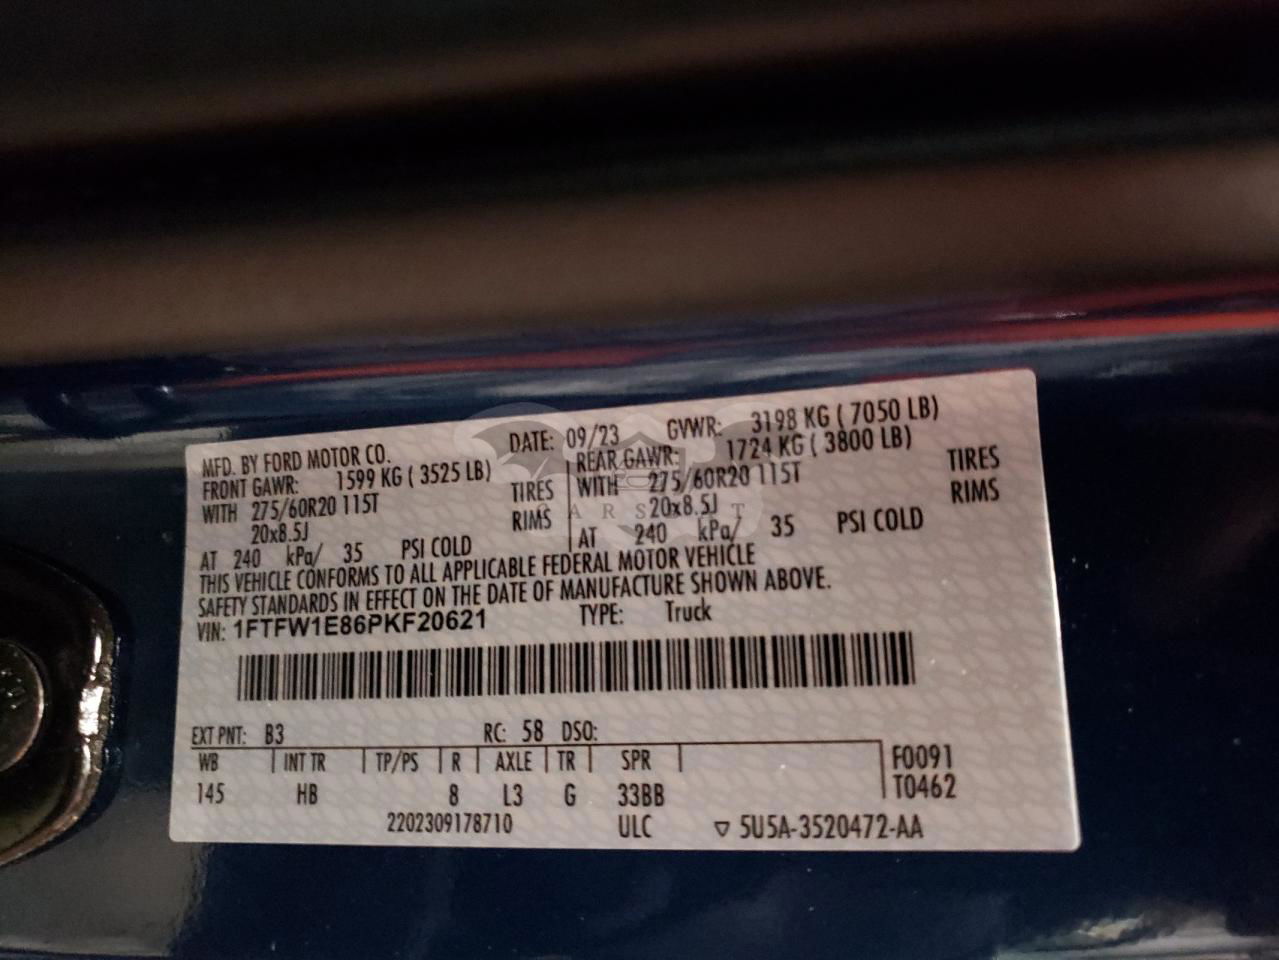 MFD. BY FORD MOTOR CO. DATE: 09/23 GVWR: 3198 KG ( 7050 LB)
FRONT GAWR: 1599 KG ( 3525 LB) REAR GAWR: 1724 KG ( 3800 LB)
WITH 275/60R20 115T TIRES WITH 275/60R20 115T TIRES
20x8.5J RIMS 20x8.5J RIMS
AT 240 kPa/ 35 PSI COLD AT 240 kPa/ 35 PSI COLD
THIS VEHICLE CONFORMS TO ALL APPLICABLE FEDERAL MOTOR VEHICLE
SAFETY STANDARDS IN EFFECT ON THE DATE OF MANUFACTURE SHOWN ABOVE.
VIN: 1FTFW1E86PKF20621 TYPE: Truck
EXT PNT: B3 RC: 58 DSO:
WB INT TR TP/PS R AXLE TR SPR F0091
145 HB 8 L3 G 33BB T0462
2202309178710 ULC ▽ 5U5A-3520472-AA